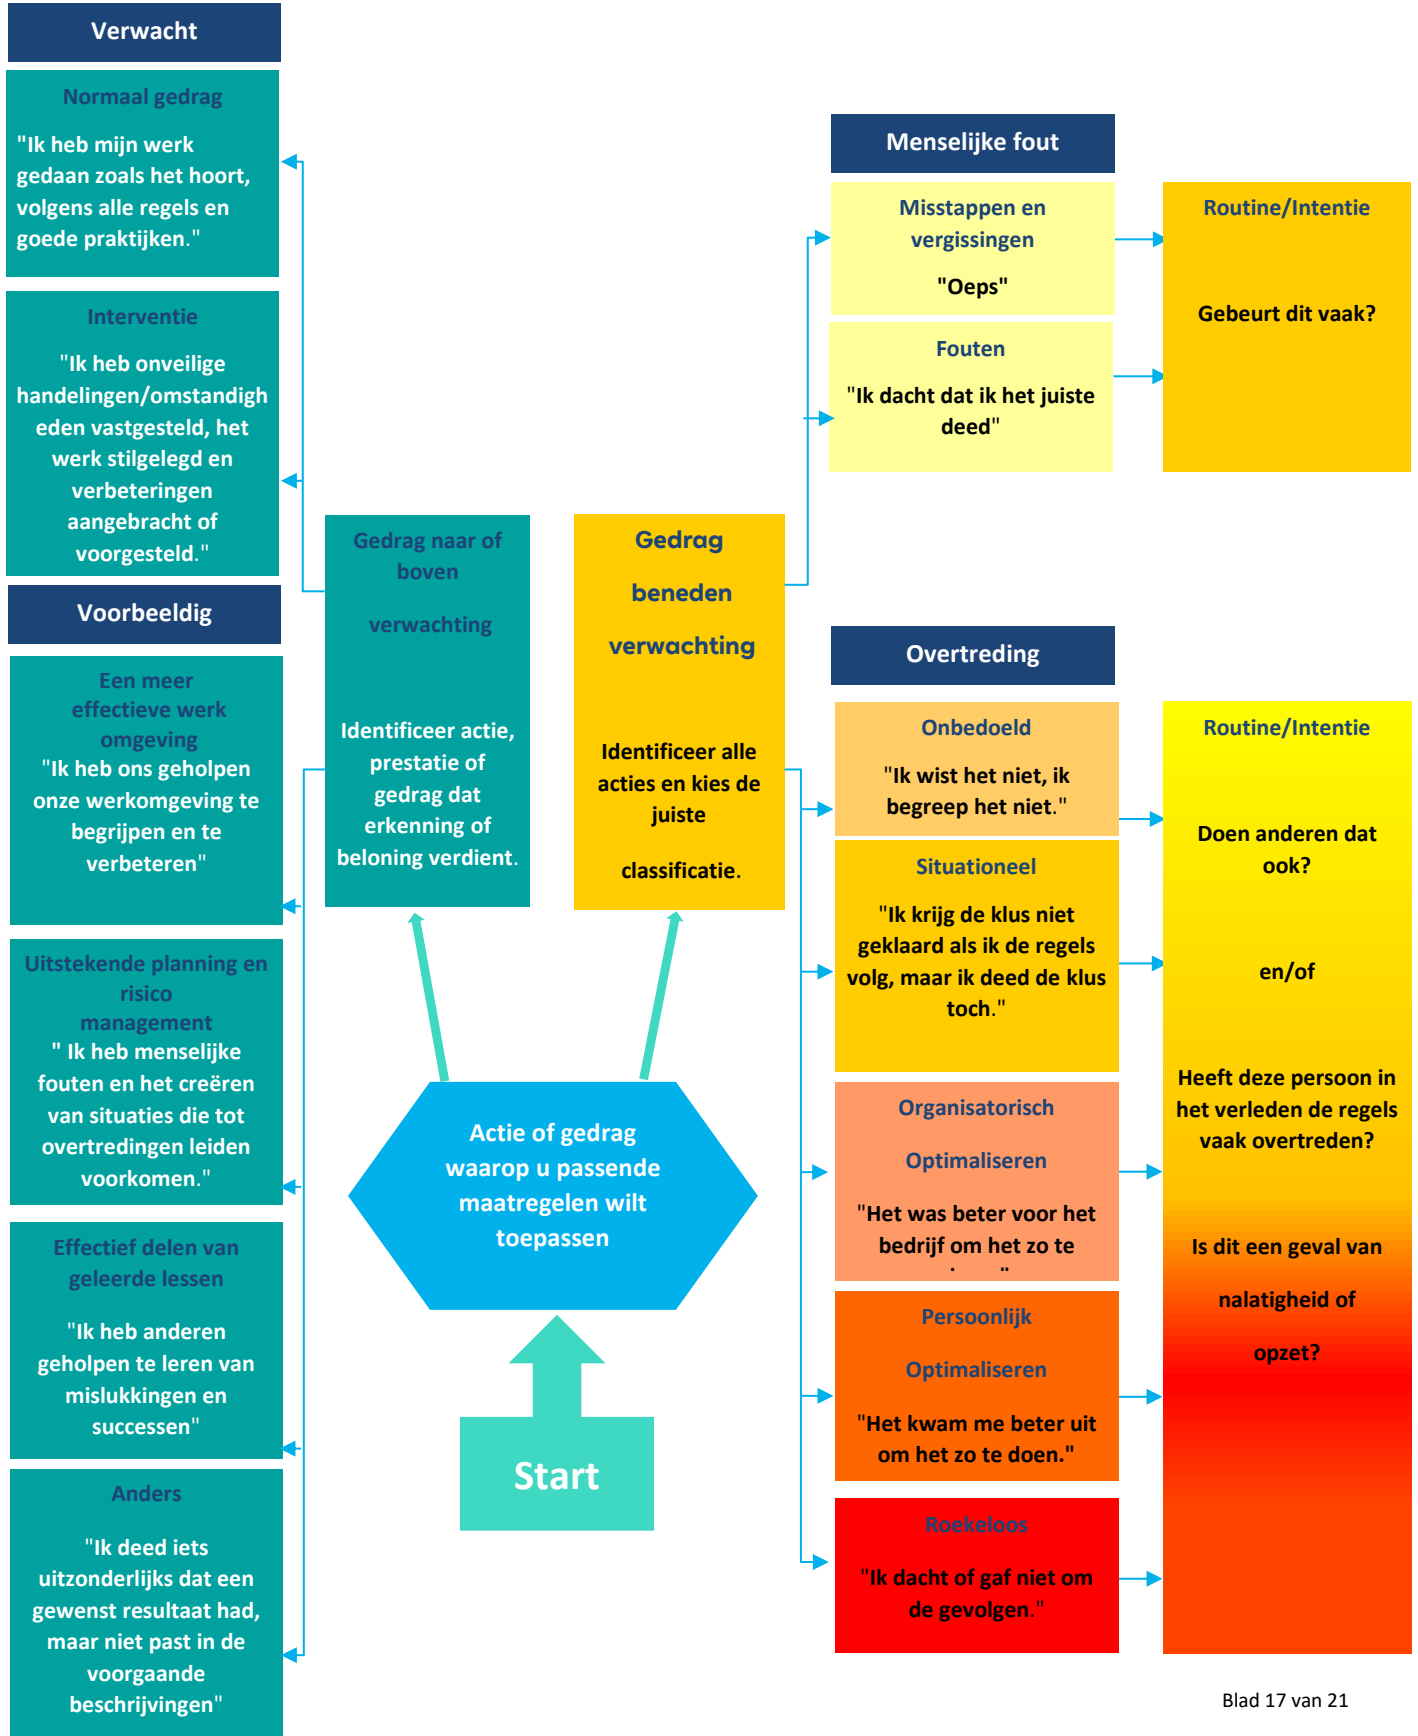 Verwacht
Normaal gedrag
"Ik heb mijn werk
gedaan zoals het hoort,
volgens alle regels en
goede praktijken."
Interventie
"Ik heb onveilige
handelingen/omstandigh
eden vastgesteld, het
werk stilgelegd en
verbeteringen
aangebracht of
voorgesteld."
Voorbeeldig
Een meer
effectieve werk
omgeving
"Ik heb ons geholpen
onze werkomgeving te
begrijpen en te
verbeteren"
Uitstekende planning en
risico
management
" Ik heb menselijke
fouten en het creëren
van situaties die tot
overtredingen leiden
voorkomen."
Effectief delen van
geleerde lessen
"Ik heb anderen
geholpen te leren van
mislukkingen en
successen"
Anders
"Ik deed iets
uitzonderlijks dat een
gewenst resultaat had,
maar niet past in de
voorgaande
beschrijvingen"
Gedrag naar of
boven
verwachting
Identificeer actie,
prestatie of
gedrag dat
erkenning of
beloning verdient.
Gedrag
beneden
verwachting
Identificeer alle
acties en kies de
juiste
classificatie.
Actie of gedrag
waarop u passende
maatregelen wilt
toepassen
Start
Menselijke fout
Misstappen en
vergissingen
"Oeps"
Fouten
"Ik dacht dat ik het juiste
deed"
Routine/Intentie
Gebeurt dit vaak?
Overtreding
Onbedoeld
"Ik wist het niet, ik
begreep het niet."
Situationeel
"Ik krijg de klus niet
geklaard als ik de regels
volg, maar ik deed de klus
toch."
Organisatorisch
Optimaliseren
"Het was beter voor het
bedrijf om het zo te
Persoonlijk
Optimaliseren
"Het kwam me beter uit
om het zo te doen."
Roekeloos
"Ik dacht of gaf niet om
de gevolgen."
Routine/Intentie
Doen anderen dat
ook?
en/of
Heeft deze persoon in
het verleden de regels
vaak overtreden?
Is dit een geval van
nalatigheid of
opzet?
Blad 17 van 21